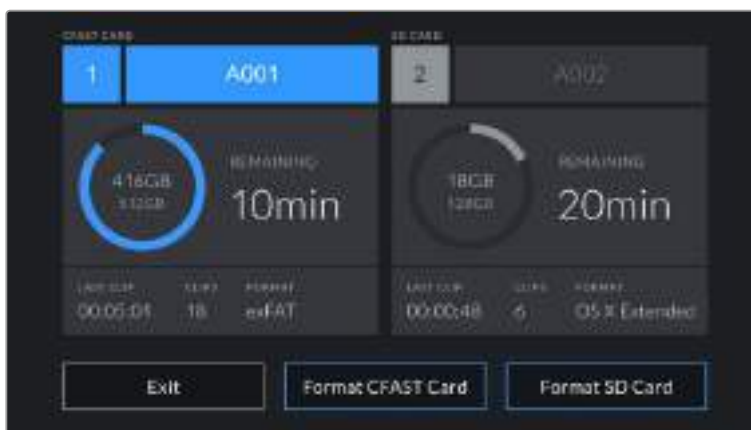 CFAST CARD
1 A001
416GB
512GB
REMAINING
10min
LAST CLIP CLIPS FORMAT
00:05:01 18 exFAT
SD CARD
2 A002
18GB
128GB
REMAINING
20min
LAST CLIP CLIPS FORMAT
00:00:48 6 OS X Extended
Exit Format CFAST Card Format SD Card